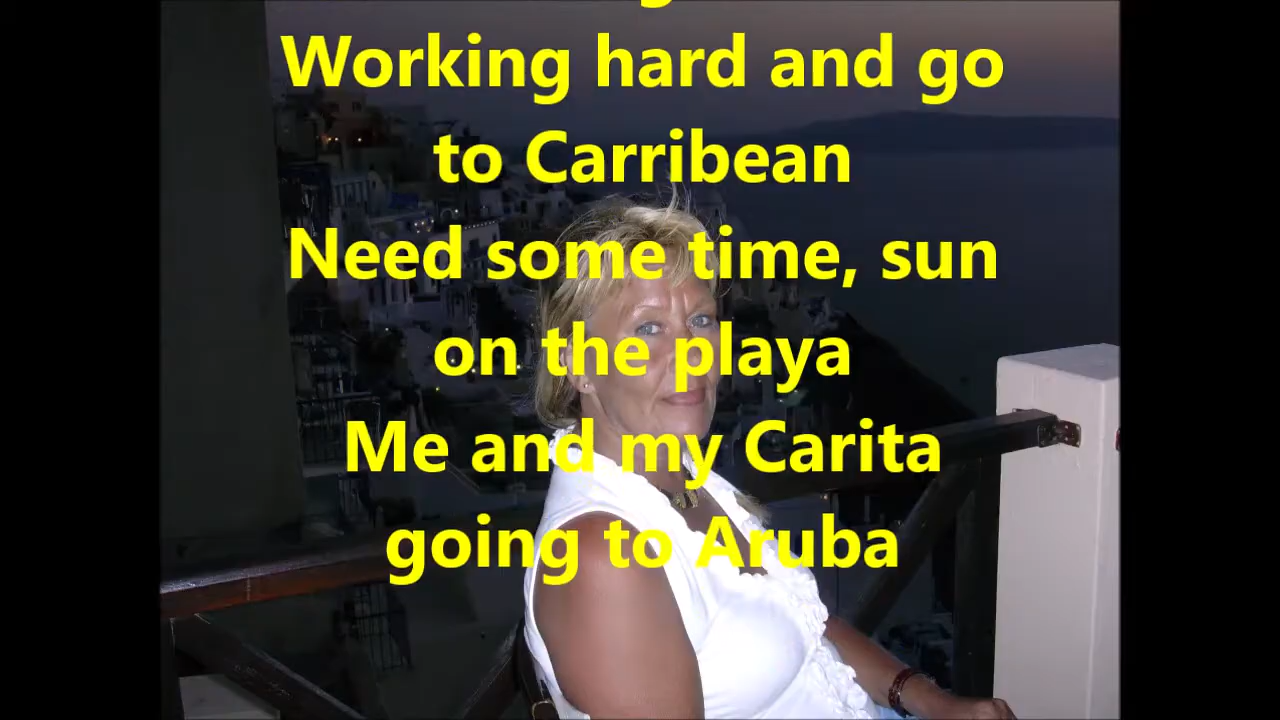 Working hard and go
to Carribean
Need some time, sun
on the playa
Me and my Carita
going to Aruba